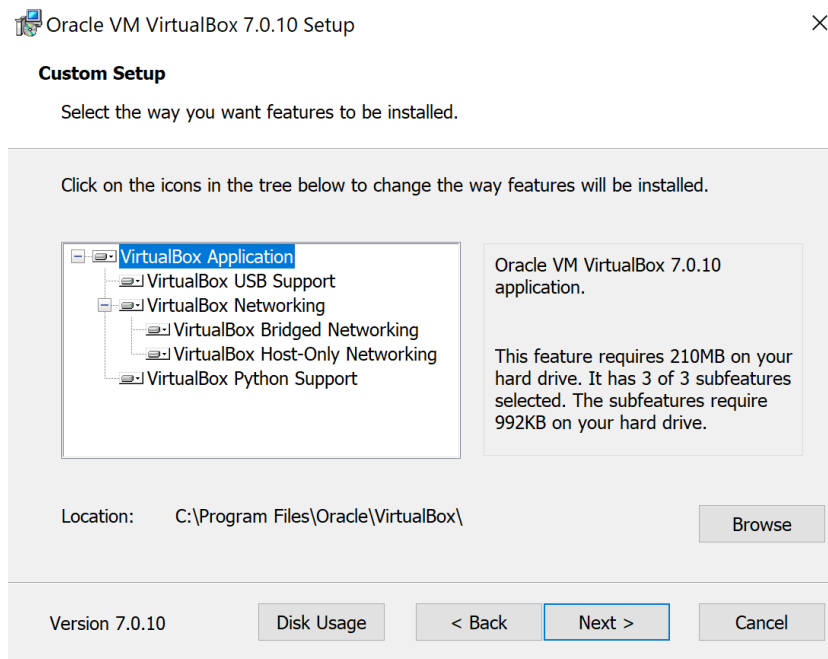 Oracle VM VirtualBox 7.0.10 Setup
Custom Setup
Select the way you want features to be installed.
Click on the icons in the tree below to change the way features will be installed.
VirtualBox Application
VirtualBox USB Support
VirtualBox Networking
VirtualBox Bridged Networking
VirtualBox Host-Only Networking
VirtualBox Python Support
Oracle VM VirtualBox 7.0.10
application.
This feature requires 210MB on your
hard drive. It has 3 of 3 subfeatures
selected. The subfeatures require
992KB on your hard drive.
Location: C:\Program Files\Oracle\VirtualBox\
Browse
Version 7.0.10
Disk Usage
< Back
Next >
Cancel